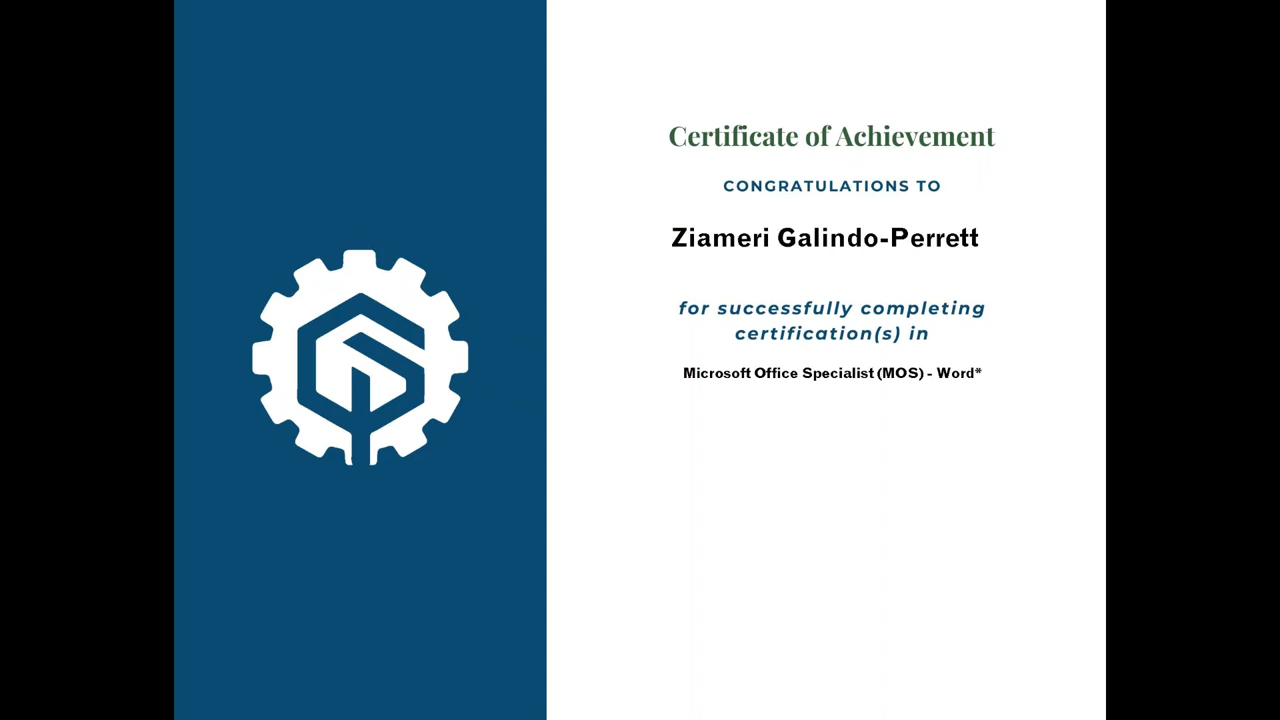 Certificate of Achievement
CONGRATULATIONS TO
Ziameri Galindo-Perrett
for successfully completing
certification(s) in
Microsoft Office Specialist (MOS) - Word*